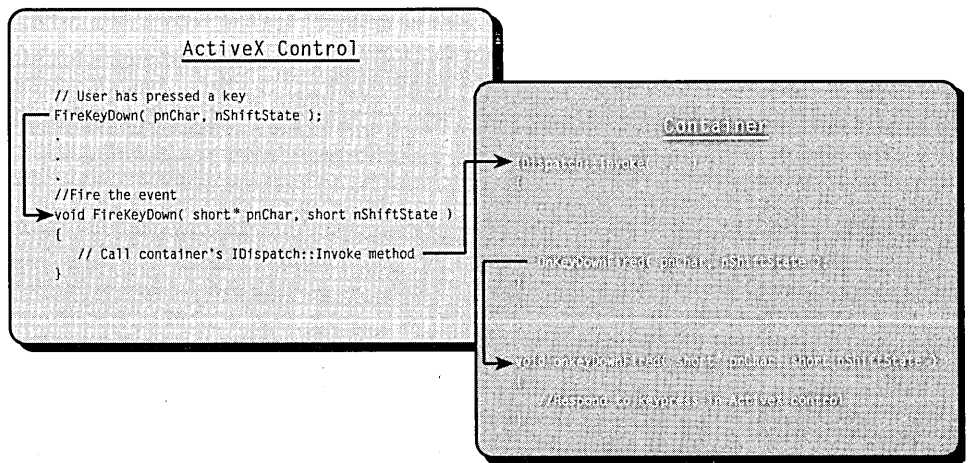 ActiveX Control
// User has pressed a key
FireKeyDown( pnChar, nShiftState );
.
.
.
//Fire the event
void FireKeyDown( short* pnChar, short nShiftState )
{
// Call container's IDispatch::Invoke method
}
Container
IDispatch::Invoke( . . . )
{
OnKeyDownFired( pnChar, nShiftState );
}
void OnKeyDownFired( short* pnChar, short nShiftState )
{
//Respond to keypress in ActiveX control
}